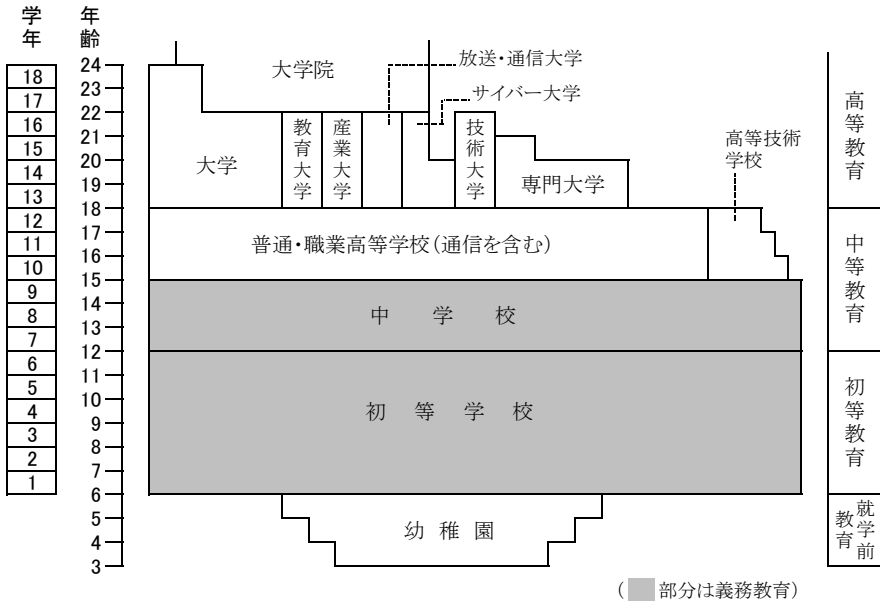 学年
年齢
18
17
16
15
14
13
12
11
10
9
8
7
6
5
4
3
2
1
24
23
22
21
20
19
18
17
16
15
14
13
12
11
10
9
8
7
6
5
4
3
大学院
放送・通信大学
サイバー大学
大学
教育大学
産業大学
技術大学
専門大学
高等技術
学校
普通・職業高等学校(通信を含む)
中学校
初等学校
幼稚園
高等教育
中等教育
初等教育
就学前
教育
( 部分は義務教育)